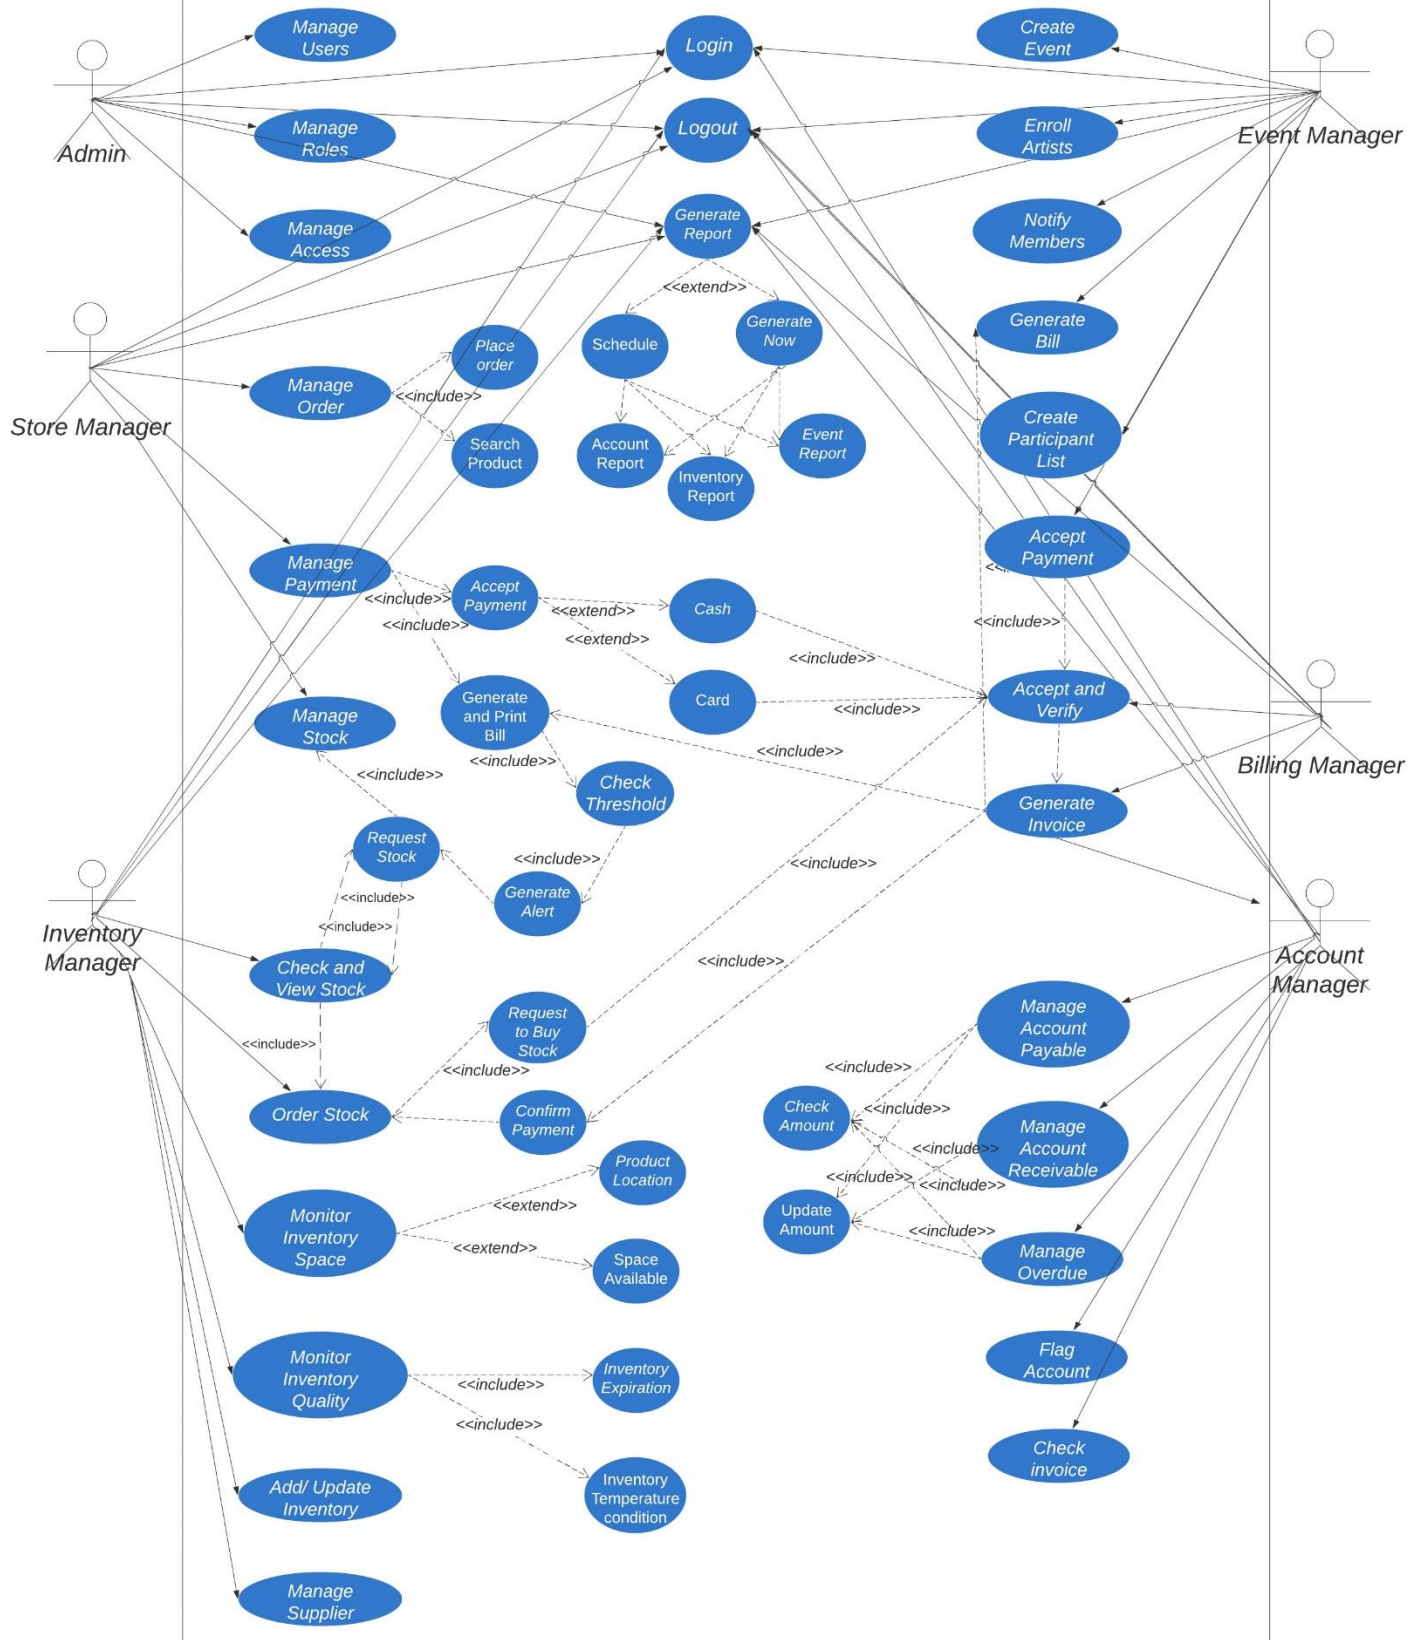 Manage
Users
Login
Create
Event
Admin
Manage
Roles
Logout
Enroll
Artists
Event Manager
Manage
Access
Generate
Report
Notify
Members
<<extend>>
Store Manager
Place
order
Schedule
Generate
Now
Generate
Bill
Manage
Order
<<include>>
Search
Product
Account
Report
Inventory
Report
Event
Report
Create
Participant
List
Manage
Payment
<<include>>
<<include>>
Accept
Payment
<<extend>>
<<extend>>
Cash
Accept
Payment
<<include>>
<<include>>
Generate
and Print
Bill
Card
<<include>>
Accept and
Verify
Manage
Stock
<<include>>
<<include>>
<<include>>
Check
Threshold
Billing Manager
Generate
Invoice
Request
Stock
<<include>>
<<include>>
<<include>>
<<include>>
Generate
Alert
Inventory
Manager
Check and
View Stock
<<include>>
Account
Manager
<<include>>
Request
to Buy
Stock
<<include>>
Manage
Account
Payable
Order Stock
Confirm
Payment
<<include>>
<<include>>
Check
Amount
Manage
Account
Receivable
<<include>>
<<include>>
<<include>>
Product
Location
<<extend>>
Monitor
Inventory
Space
<<extend>>
Space
Available
Update
Amount
<<include>>
Manage
Overdue
Monitor
Inventory
Quality
<<include>>
<<include>>
Inventory
Expiration
Flag
Account
Inventory
Temperature
condition
Check
invoice
Add/ Update
Inventory
Manage
Supplier